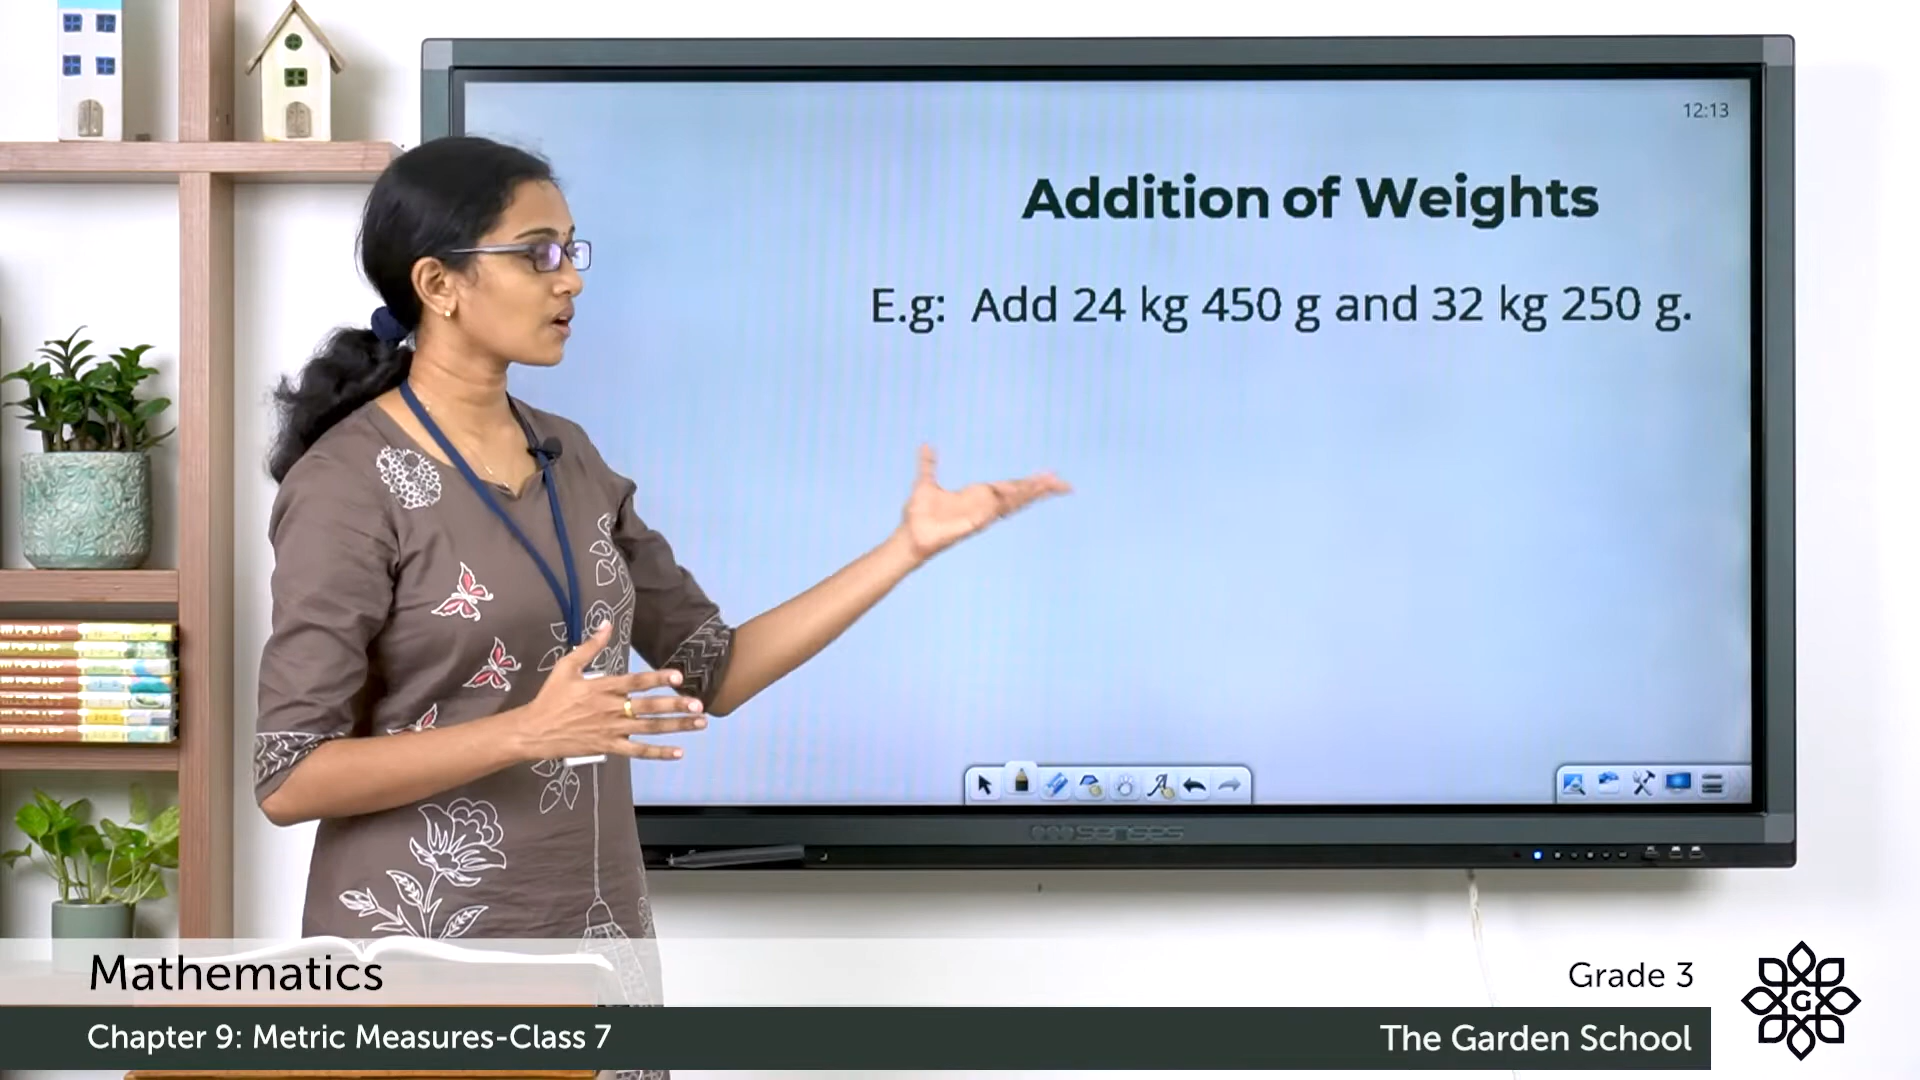 12:13
Addition of Weights
E.g: Add 24 kg 450 g and 32 kg 250 g.
Mathematics
Grade 3
Chapter 9: Metric Measures-Class 7
The Garden School
G